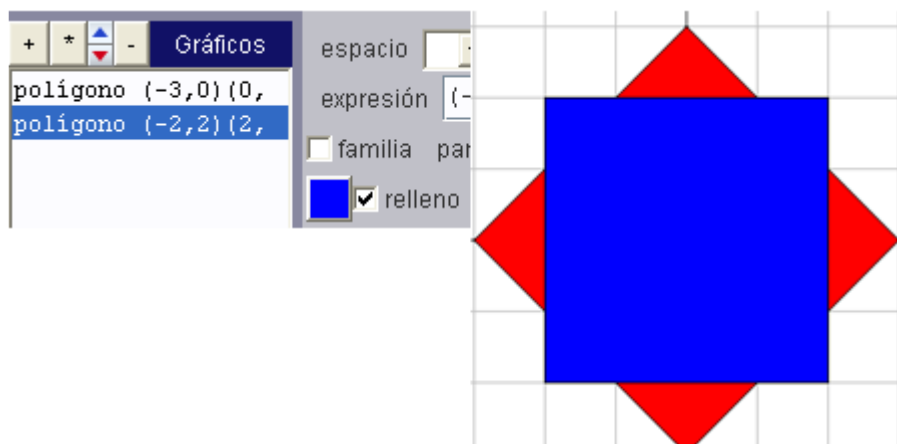 + * - Gráficos
polígono (-3,0)(0,
polígono (-2,2)(2,
espacio
expresión (-
familia par
relleno